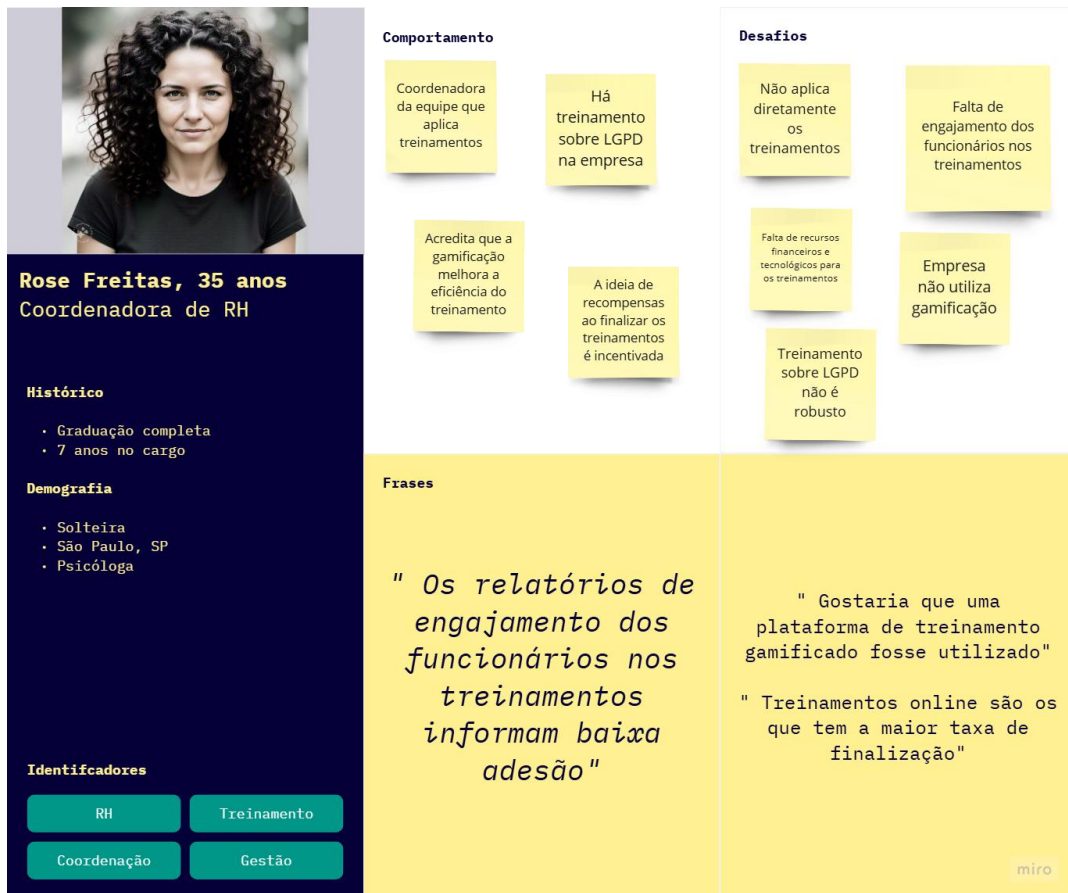 Rose Freitas, 35 anos
Coordenadora de RH
Histórico
• Graduação completa
• 7 anos no cargo
Demografia
• Solteira
• São Paulo, SP
• Psicóloga
Identifcadores
RH
Treinamento
Coordenação
Gestão
Comportamento
Coordenadora
da equipe que
aplica
treinamentos
Há
treinamento
sobre LGPD
na empresa
Acredita que a
gamificação
melhora a
eficiência do
treinamento
A ideia de
recompensas
ao finalizar os
treinamentos
é incentivada
Desafios
Não aplica
diretamente
os
treinamentos
Falta de
engajamento dos
funcionários nos
treinamentos
Falta de recursos
financeiros e
tecnológicos para
os treinamentos
Empresa
não utiliza
gamificação
Treinamento
sobre LGPD
não é
robusto
Frases
" Os relatórios de
engajamento dos
funcionários nos
treinamentos
informam baixa
adesão"
" Gostaria que uma
plataforma de treinamento
gamificado fosse utilizado"
" Treinamentos online são os
que tem a maior taxa de
finalização"
miro